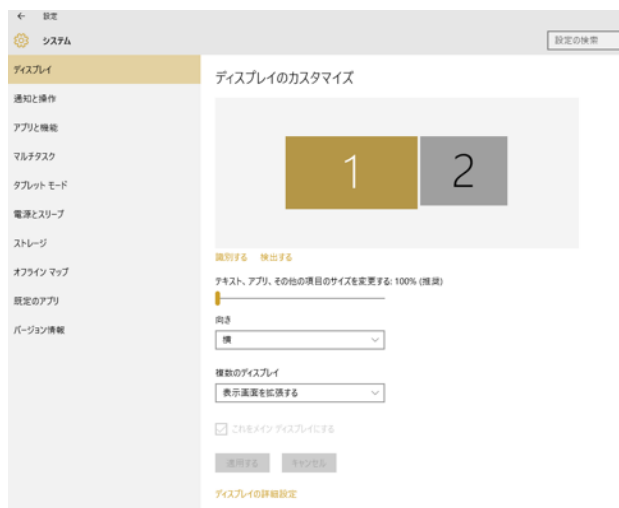 ← 設定
システム
設定の検索
ディスプレイ
通知と操作
アプリと機能
マルチタスク
タブレット モード
電源とスリープ
ストレージ
オフライン マップ
既定のアプリ
バージョン情報
ディスプレイのカスタマイズ
1
2
識別する 検出する
テキスト、アプリ、その他の項目のサイズを変更する: 100% (推奨)
向き
横
複数のディスプレイ
表示画面を拡張する
これをメイン ディスプレイにする
適用する キャンセル
ディスプレイの詳細設定